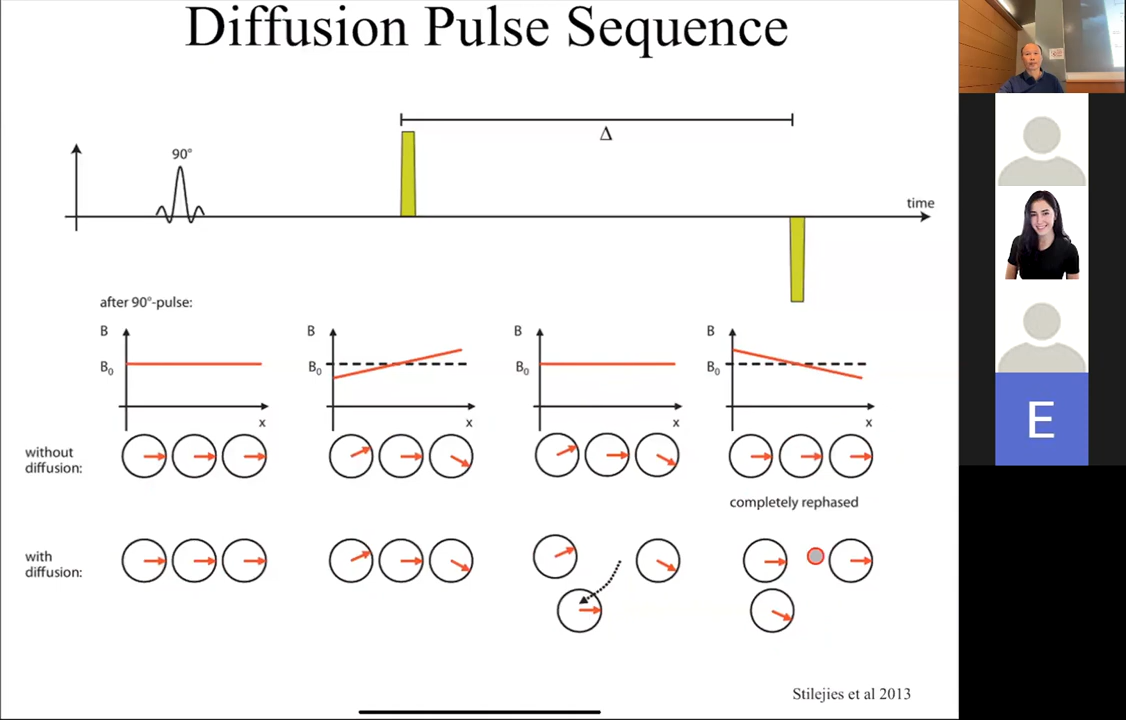 Diffusion Pulse Sequence
Δ
90°
time
after 90°-pulse:
B B B B
B₀ B₀ B₀ B₀
x x x x
without
diffusion:
completely rephased
with
diffusion:
Stilejies et al 2013
E